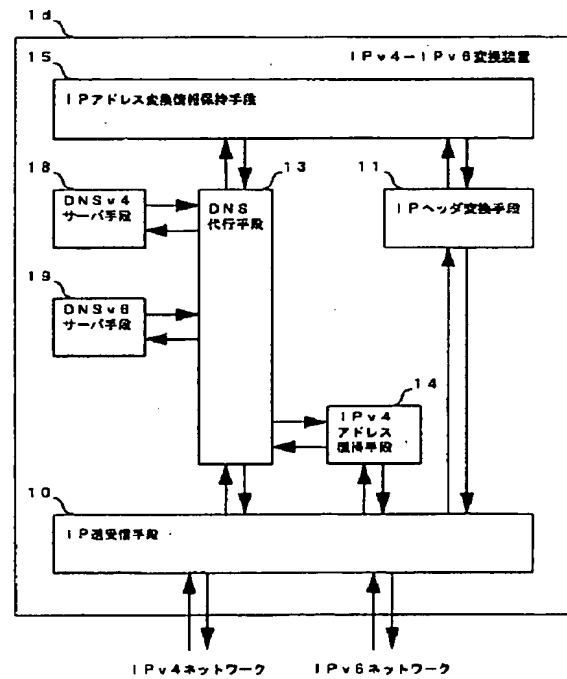 1d
IPv4-IPv6変換装置
15
IPアドレス変換情報保持手段
18
DNSv4
サーバ手段
13
DNS
代行手段
11
IPヘッダ変換手段
19
DNSv6
サーバ手段
14
IPv4
アドレス
獲得手段
10
IP送受信手段
IPv4ネットワーク
IPv6ネットワーク